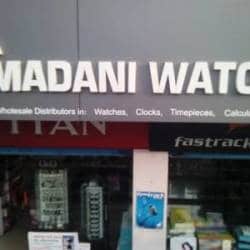 MADANI WATC
Wholesale Distributors in: Watches, Clocks, Timepieces, Calcul
TITAN
fastrack